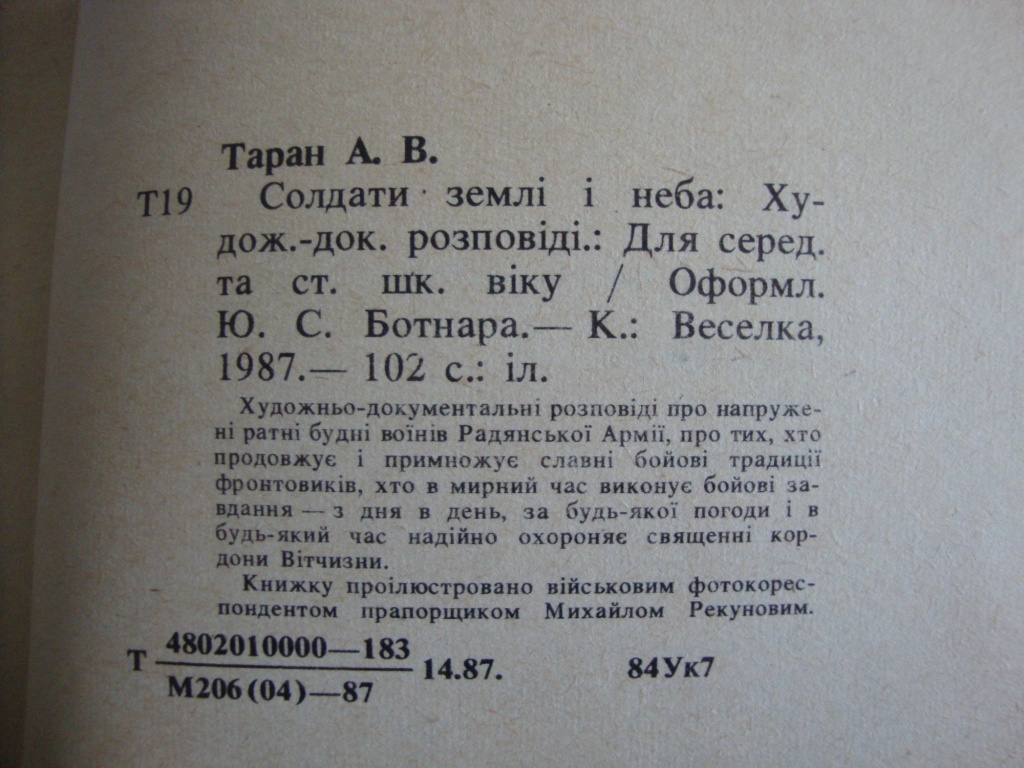 Таран А. В.
Т19 Солдати землі і неба: Ху-
дож.-док. розповіді.: Для серед.
та ст. шк. віку / Оформл.
Ю. С. Ботнара.— К.: Веселка,
1987.— 102 с.: іл.
Художньо-документальні розповіді про напруже-
ні ратні будні воїнів Радянської Армії, про тих, хто
продовжує і примножує славні бойові традиції
фронтовиків, хто в мирний час виконує бойові за-
вдання — з дня в день, за будь-якої погоди і в
будь-який час надійно охороняє священні кор-
дони Вітчизни.
Книжку проілюстровано військовим фотокорес-
пондентом прапорщиком Михайлом Рекуновим.
4802010000—183
Т 14.87. 84Ук7
М206(04)—87